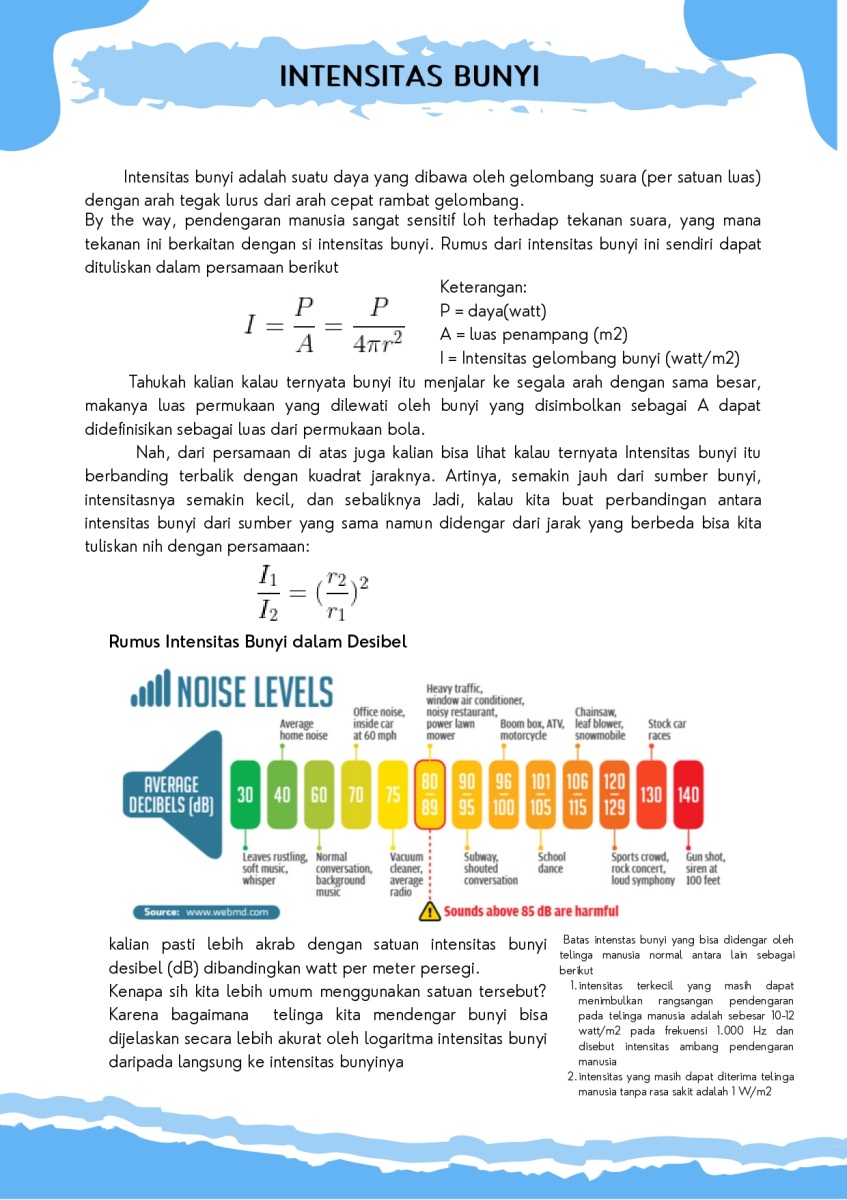 INTENSITAS BUNYI
Intensitas bunyi adalah suatu daya yang dibawa oleh gelombang suara (per satuan luas)
dengan arah tegak lurus dari arah cepat rambat gelombang.
By the way, pendengaran manusia sangat sensitif loh terhadap tekanan suara, yang mana
tekanan ini berkaitan dengan si intensitas bunyi. Rumus dari intensitas bunyi ini sendiri dapat
dituliskan dalam persamaan berikut
I = P/A = P/4πr²
Keterangan:
P = daya(watt)
A = luas penampang (m2)
I = Intensitas gelombang bunyi (watt/m2)
Tahukah kalian kalau ternyata bunyi itu menjalar ke segala arah dengan sama besar,
makanya luas permukaan yang dilewati oleh bunyi yang disimbolkan sebagai A dapat
didefinisikan sebagai luas dari permukaan bola.
Nah, dari persamaan di atas juga kalian bisa lihat kalau ternyata Intensitas bunyi itu
berbanding terbalik dengan kuadrat jaraknya. Artinya, semakin jauh dari sumber bunyi,
intensitasnya semakin kecil, dan sebaliknya Jadi, kalau kita buat perbandingan antara
intensitas bunyi dari sumber yang sama namun didengar dari jarak yang berbeda bisa kita
tuliskan nih dengan persamaan:
I₁/I₂ = (r₂/r₁)²
Rumus Intensitas Bunyi dalam Desibel
NOISE LEVELS
Average
home noise
Office noise,
inside car
at 60 mph
Heavy traffic,
window air conditioner,
noisy restaurant,
power lawn
mower
Boom box, ATV,
motorcycle
Chainsaw,
leaf blower,
snowmobile
Stock car
races
AVERAGE
DECIBELS (dB)
30
40
60
70
75
80
89
90
95
96
100
101
105
106
115
120
129
130
140
Leaves rustling,
soft music,
whisper
Normal
conversation,
background
music
Vacuum
cleaner,
average
radio
Subway,
shouted
conversation
School
dance
Sports crowd,
rock concert,
loud symphony
Gun shot,
siren at
100 feet
Source: www.webmd.com
Sounds above 85 dB are harmful
kalian pasti lebih akrab dengan satuan intensitas bunyi
desibel (dB) dibandingkan watt per meter persegi.
Kenapa sih kita lebih umum menggunakan satuan tersebut?
Karena bagaimana telinga kita mendengar bunyi bisa
dijelaskan secara lebih akurat oleh logaritma intensitas bunyi
daripada langsung ke intensitas bunyinya
Batas intenstas bunyi yang bisa didengar oleh
telinga manusia normal antara lain sebagai
berikut
1. intensitas terkecil yang masih dapat
menimbulkan rangsangan pendengaran
pada telinga manusia adalah sebesar 10-12
watt/m2 pada frekuensi 1.000 Hz dan
disebut intensitas ambang pendengaran
manusia
2. intensitas yang masih dapat diterima telinga
manusia tanpa rasa sakit adalah 1 W/m2